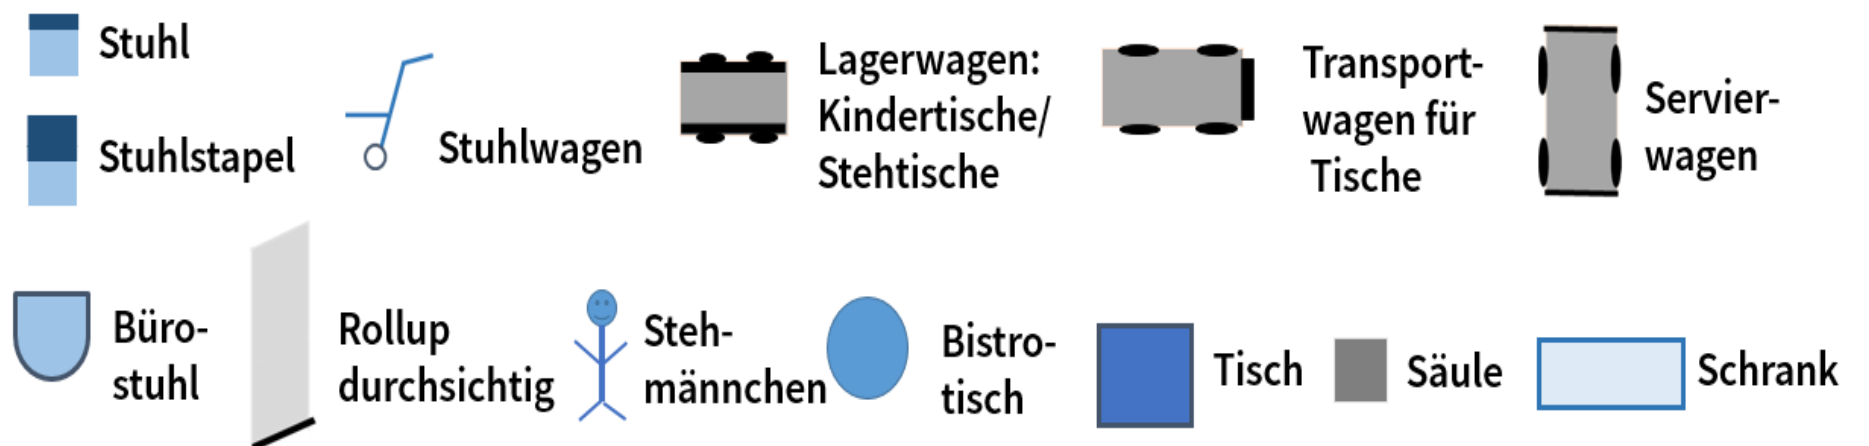 Stuhl
Stuhlstapel
Stuhlwagen
Lagerwagen:
Kindertische/
Stehtische
Transport-
wagen für
Tische
Servier-
wagen
Büro-
stuhl
Rollup
durchsichtig
Steh-
männchen
Bistro-
tisch
Tisch
Säule
Schrank